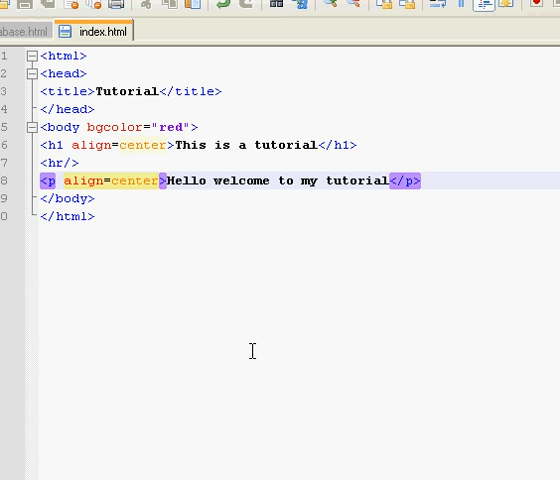 abase.html index.html
1 <html>
2 <head>
3 <title>Tutorial</title>
4 </head>
5 <body bgcolor="red">
6 <h1 align=center>This is a tutorial</h1>
7 <hr/>
8 <p align=center>Hello welcome to my tutorial</p>
9 </body>
0 </html>